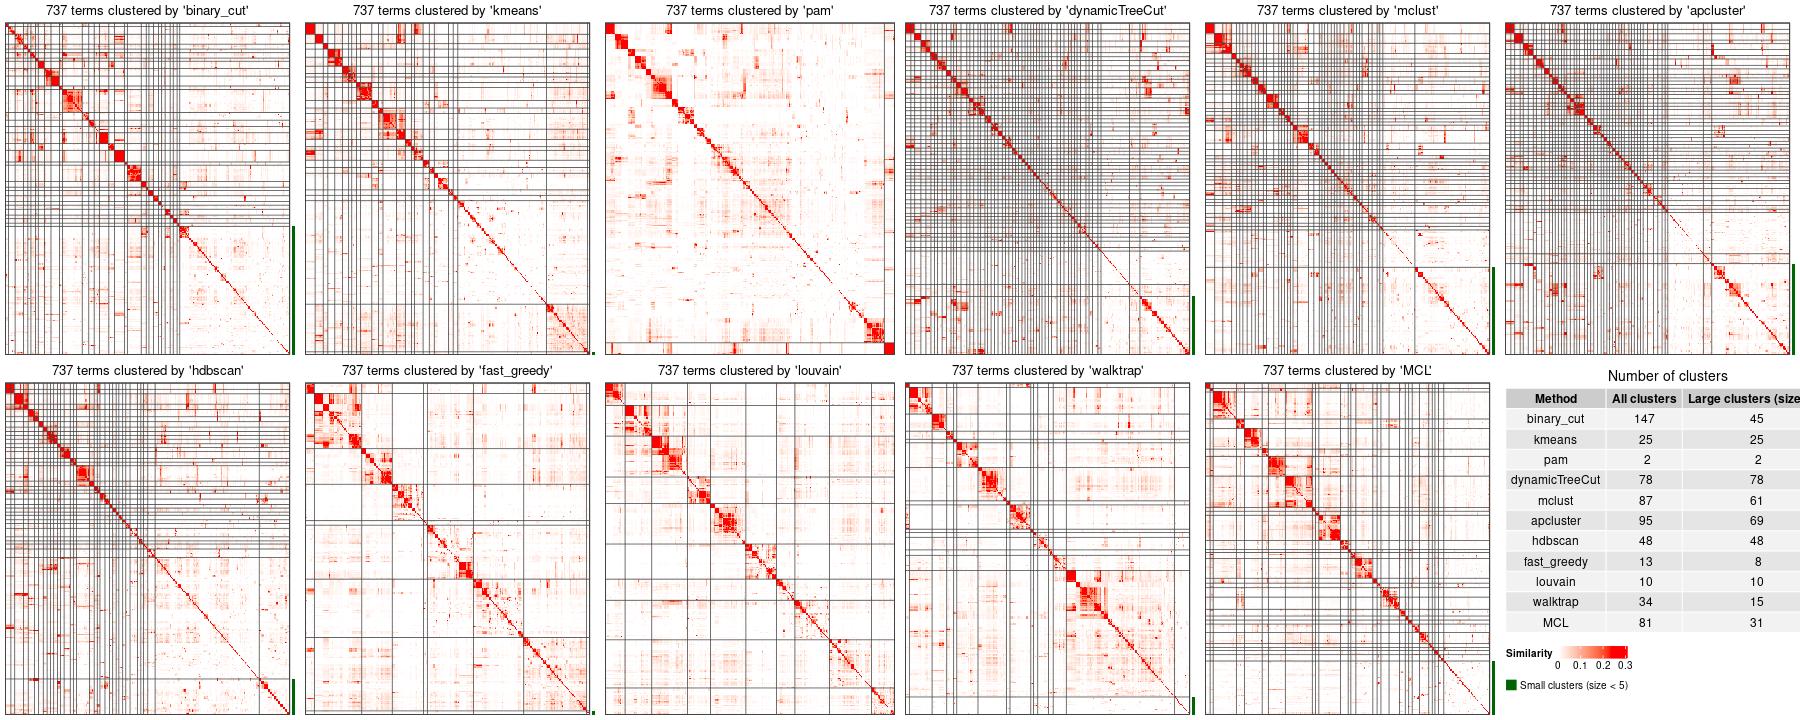 737 terms clustered by 'binary_cut'
737 terms clustered by 'kmeans'
737 terms clustered by 'pam'
737 terms clustered by 'dynamicTreeCut'
737 terms clustered by 'mclust'
737 terms clustered by 'apcluster'
737 terms clustered by 'hdbscan'
737 terms clustered by 'fast_greedy'
737 terms clustered by 'louvain'
737 terms clustered by 'walktrap'
737 terms clustered by 'MCL'
Number of clusters
Method All clusters Large clusters (size
binary_cut 147 45
kmeans 25 25
pam 2 2
dynamicTreeCut 78 78
mclust 87 61
apcluster 95 69
hdbscan 48 48
fast_greedy 13 8
louvain 10 10
walktrap 34 15
MCL 81 31
Similarity
0 0.1 0.2 0.3
Small clusters (size < 5)